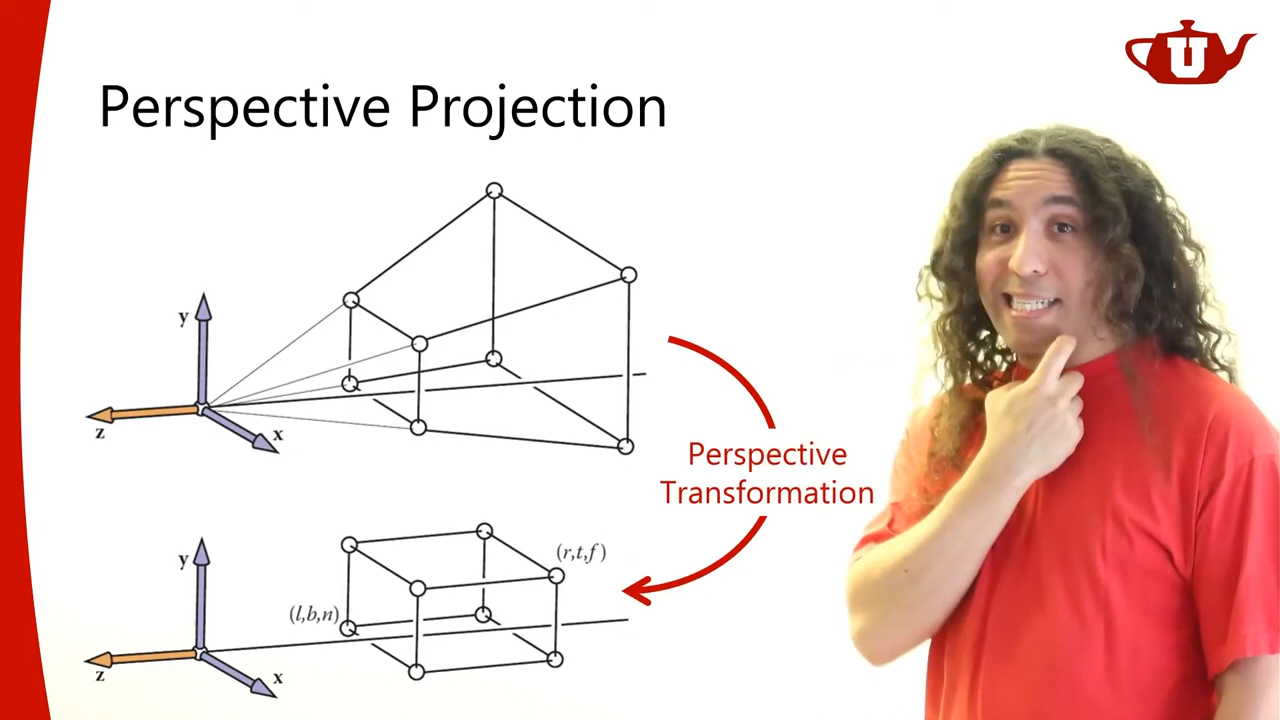 U
Perspective Projection
y
z
x
Perspective
Transformation
y
(r,t,f)
(l,b,n)
z
x